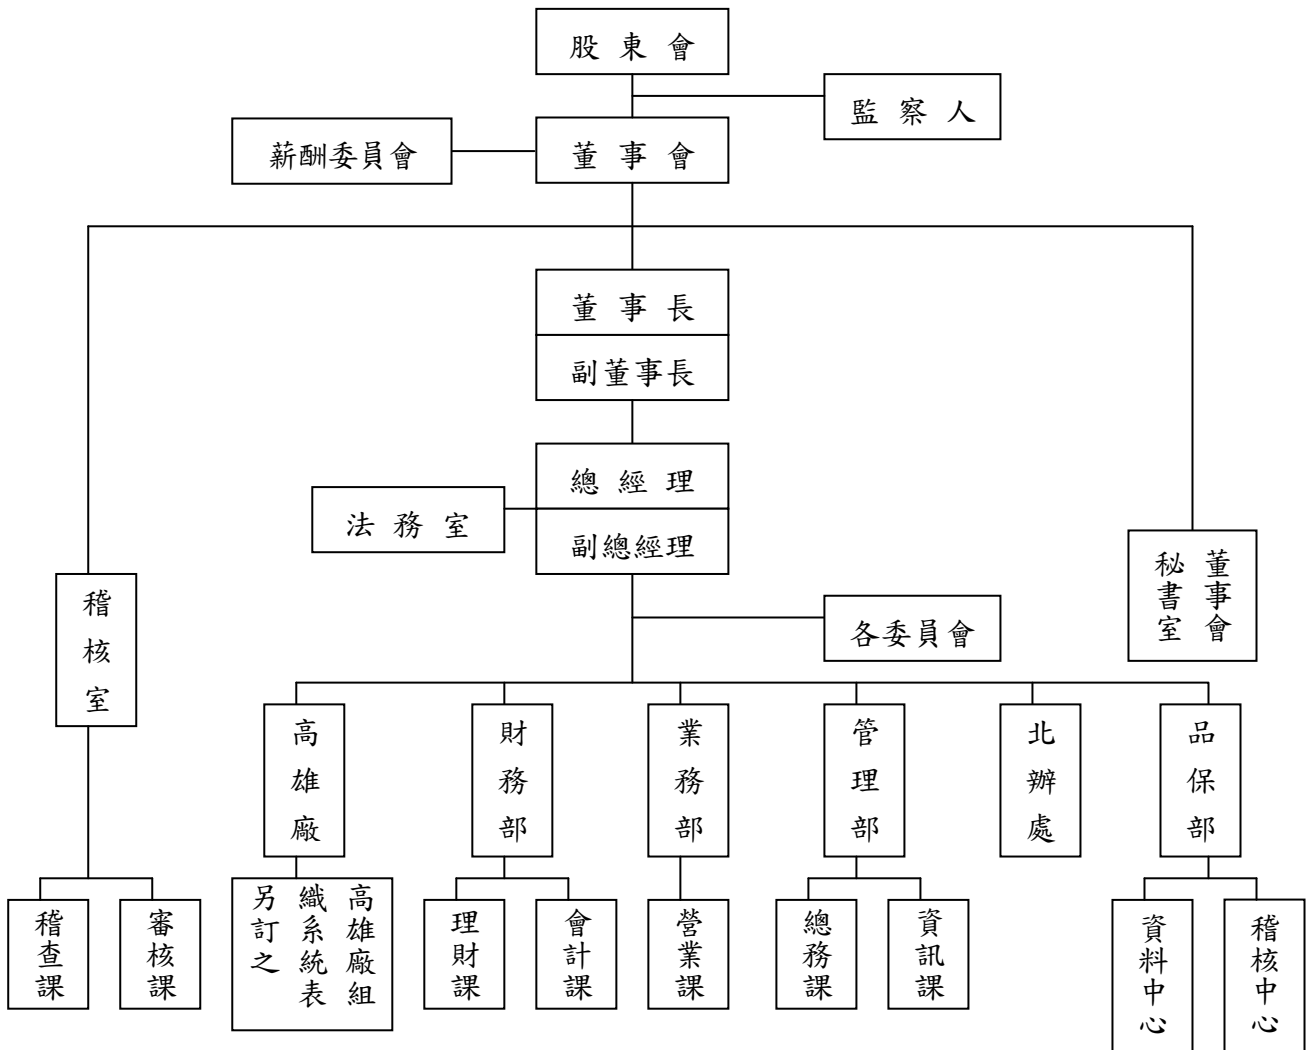 股東會
監察人
薪酬委員會
董事會
董事長
副董事長
總經理
法務室
副總經理
各委員會
董事會
秘書室
稽核室
高雄廠
財務部
業務部
管理部
北辦處
品保部
稽查課
審核課
高雄廠組
織系統表
另訂之
理財課
會計課
營業課
總務課
資訊課
資料中心
稽核中心